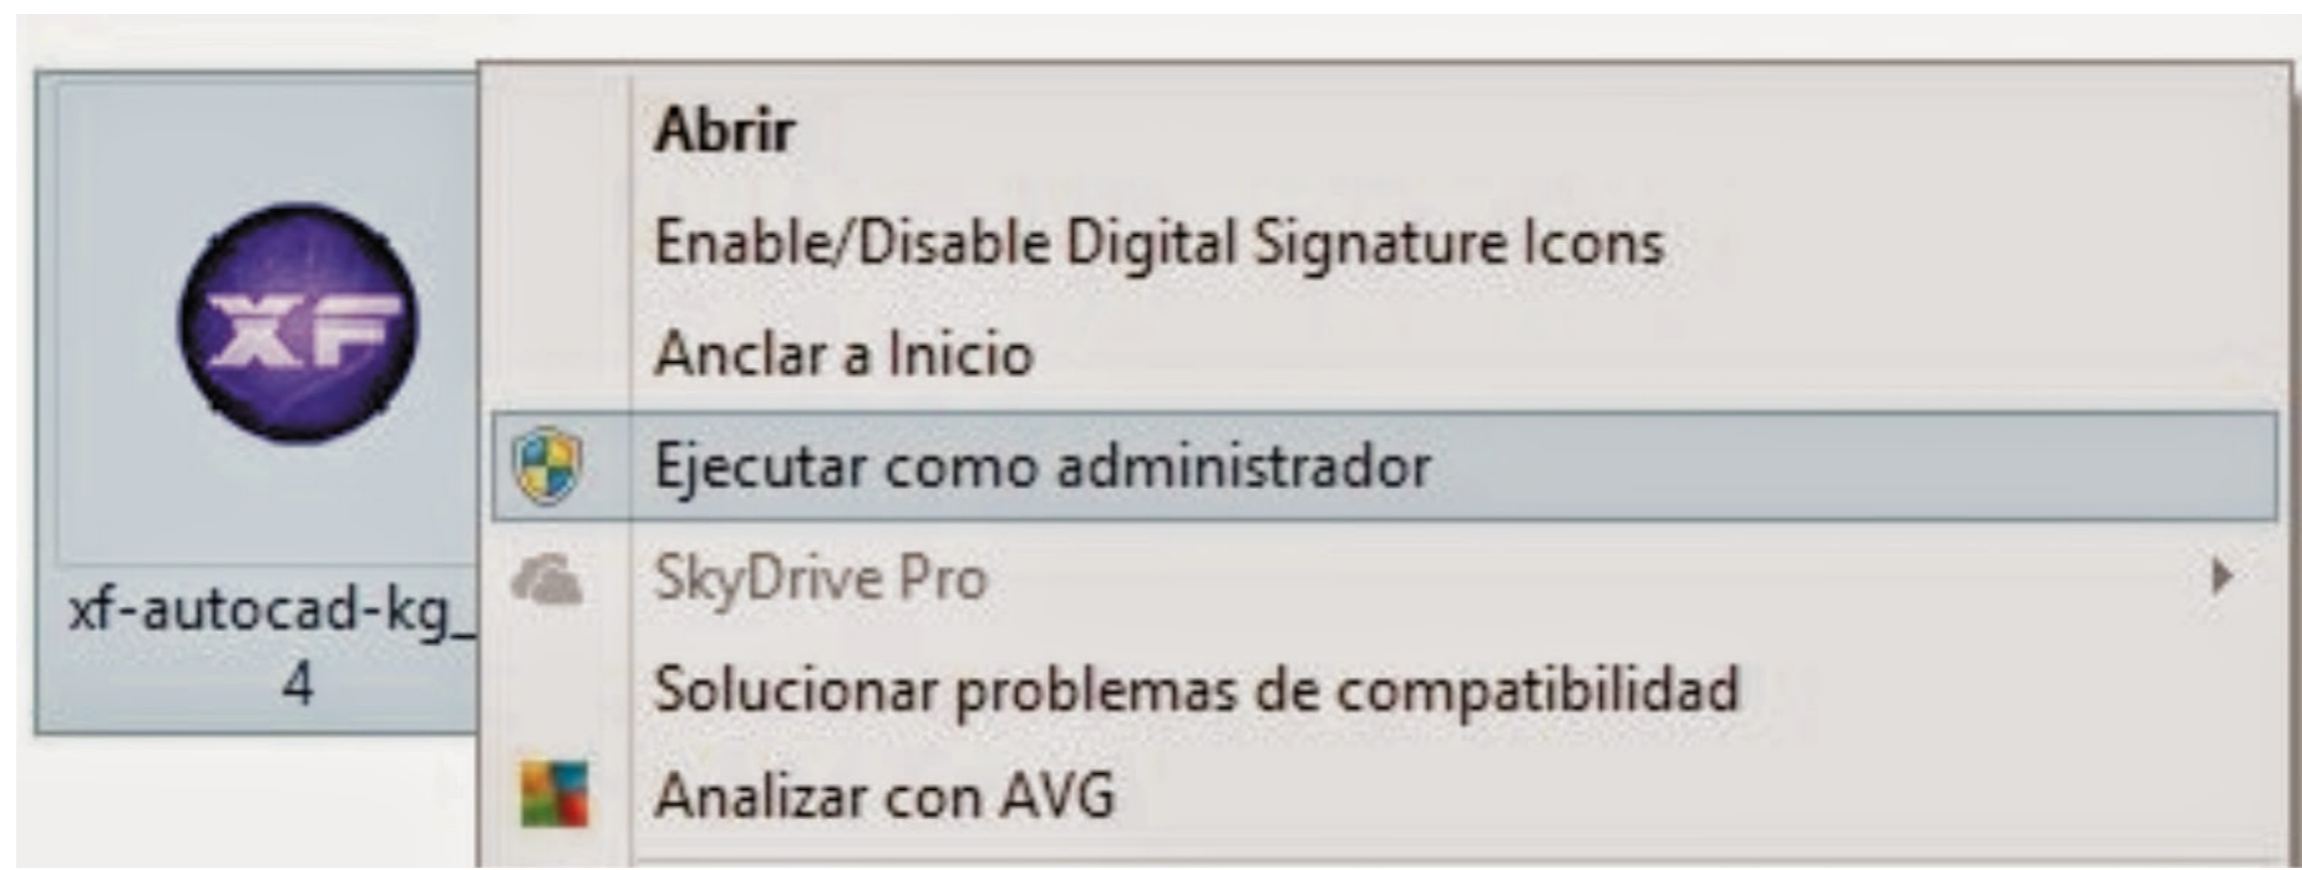 Abrir
Enable/Disable Digital Signature Icons
Anclar a Inicio
XF
Ejecutar como administrador
SkyDrive Pro
xf-autocad-kg_
4
Solucionar problemas de compatibilidad
Analizar con AVG